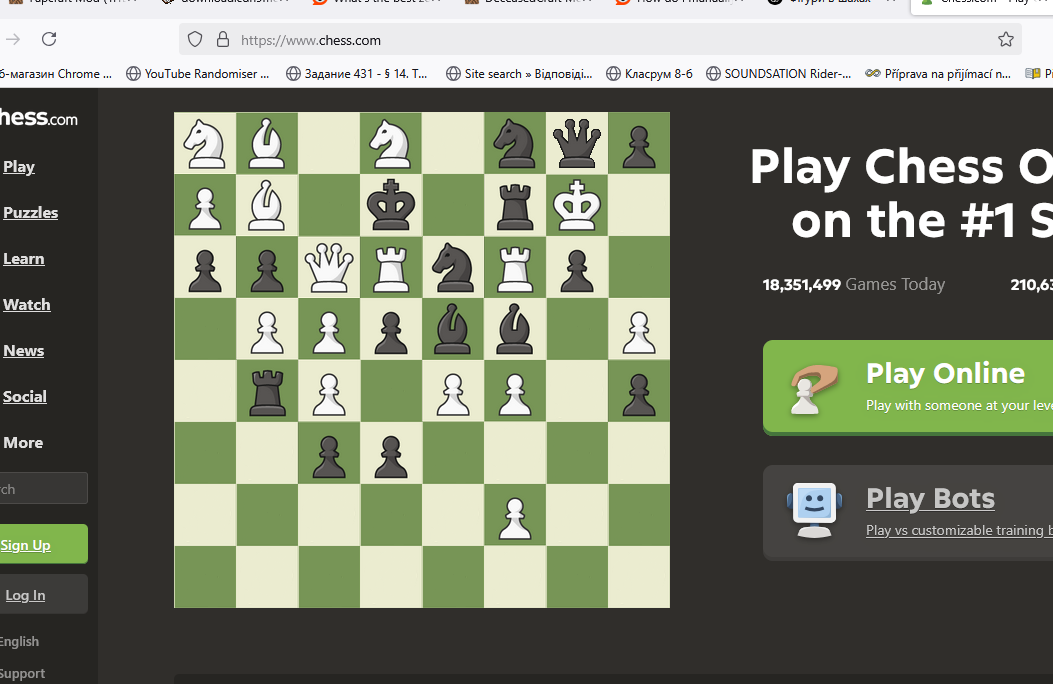 https://www.chess.com
б-магазин Chrome ...
YouTube Randomiser ...
Задание 431 - § 14. Т...
Site search » Відповіді...
Класрум 8-б
SOUNDSATION Rider-...
Příprava na přijímací n...
hess.com
Play
Puzzles
Learn
Watch
News
Social
More
rch
Sign Up
Log In
English
Support
Play Chess O
on the #1 S
18,351,499 Games Today
210,63
Play Online
Play with someone at your leve
Play Bots
Play vs customizable training b